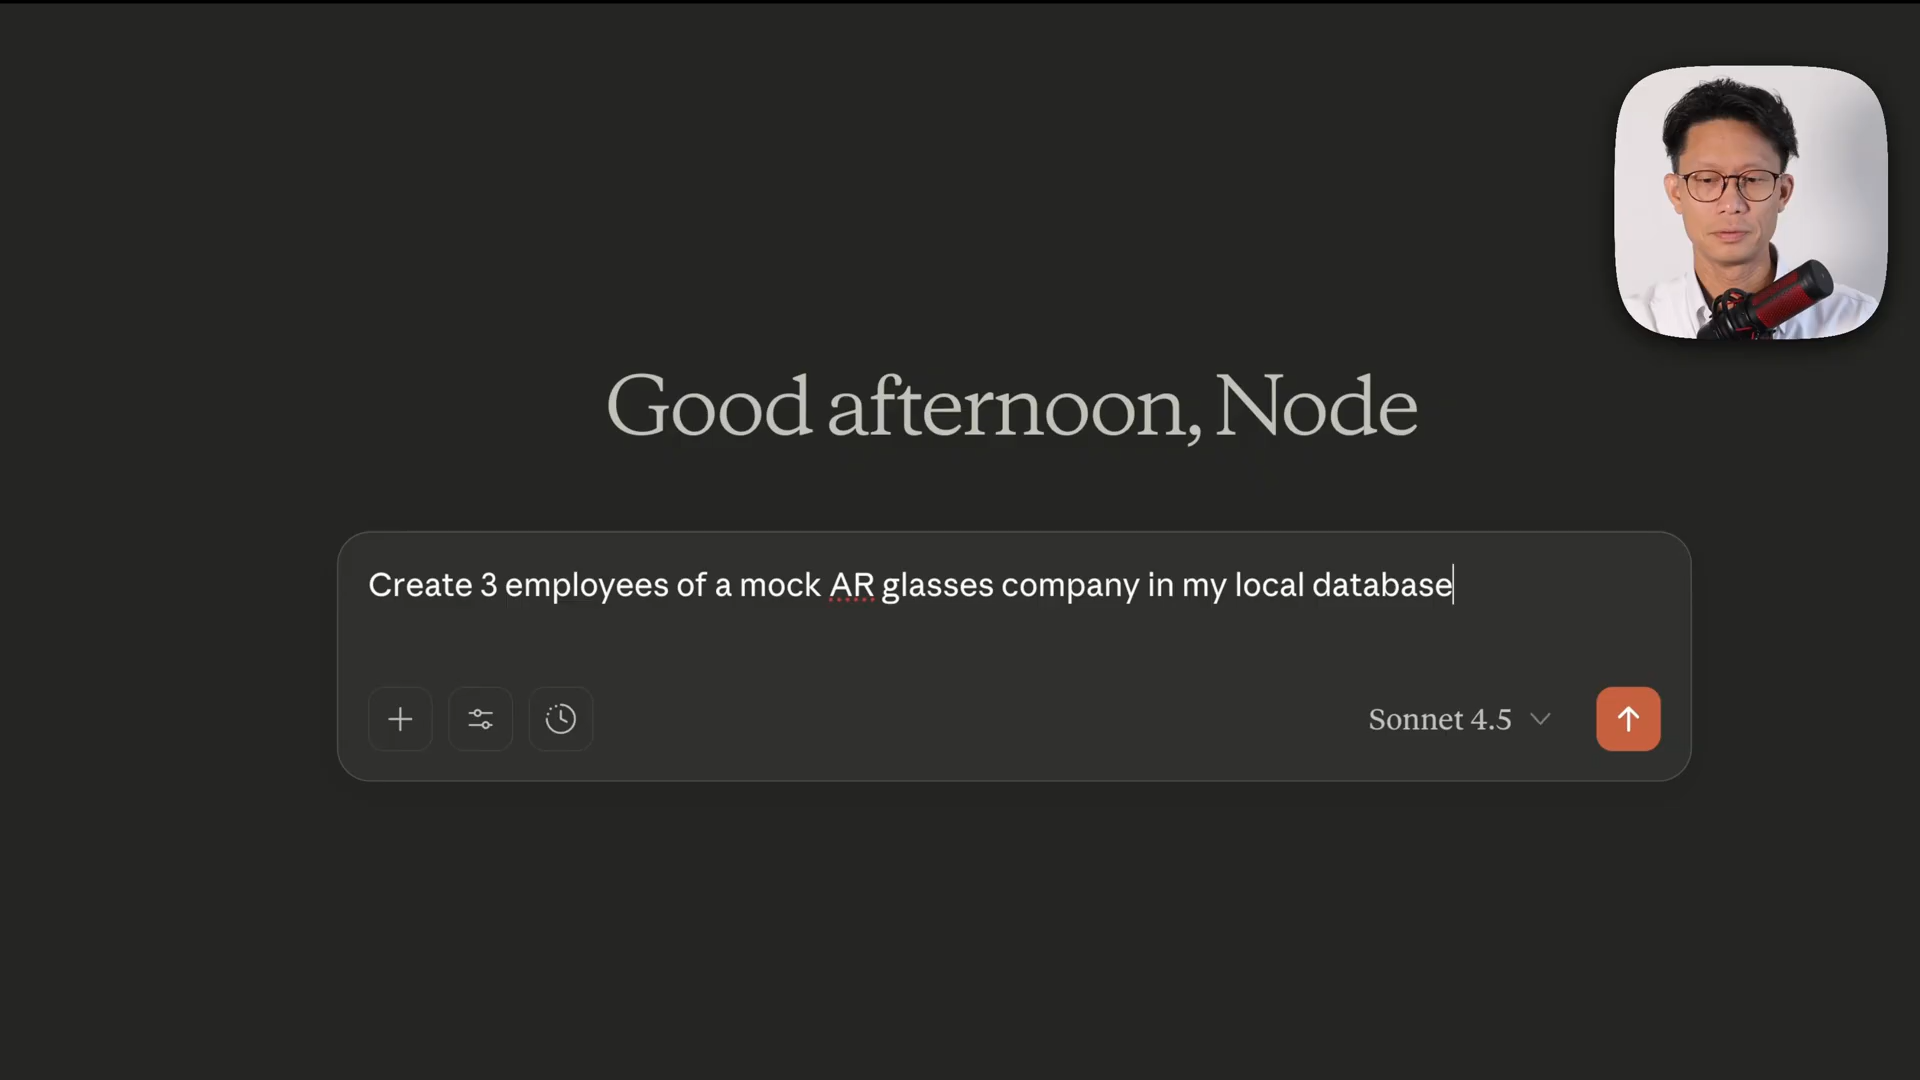 Good afternoon, Node
Create 3 employees of a mock AR glasses company in my local database
Sonnet 4.5